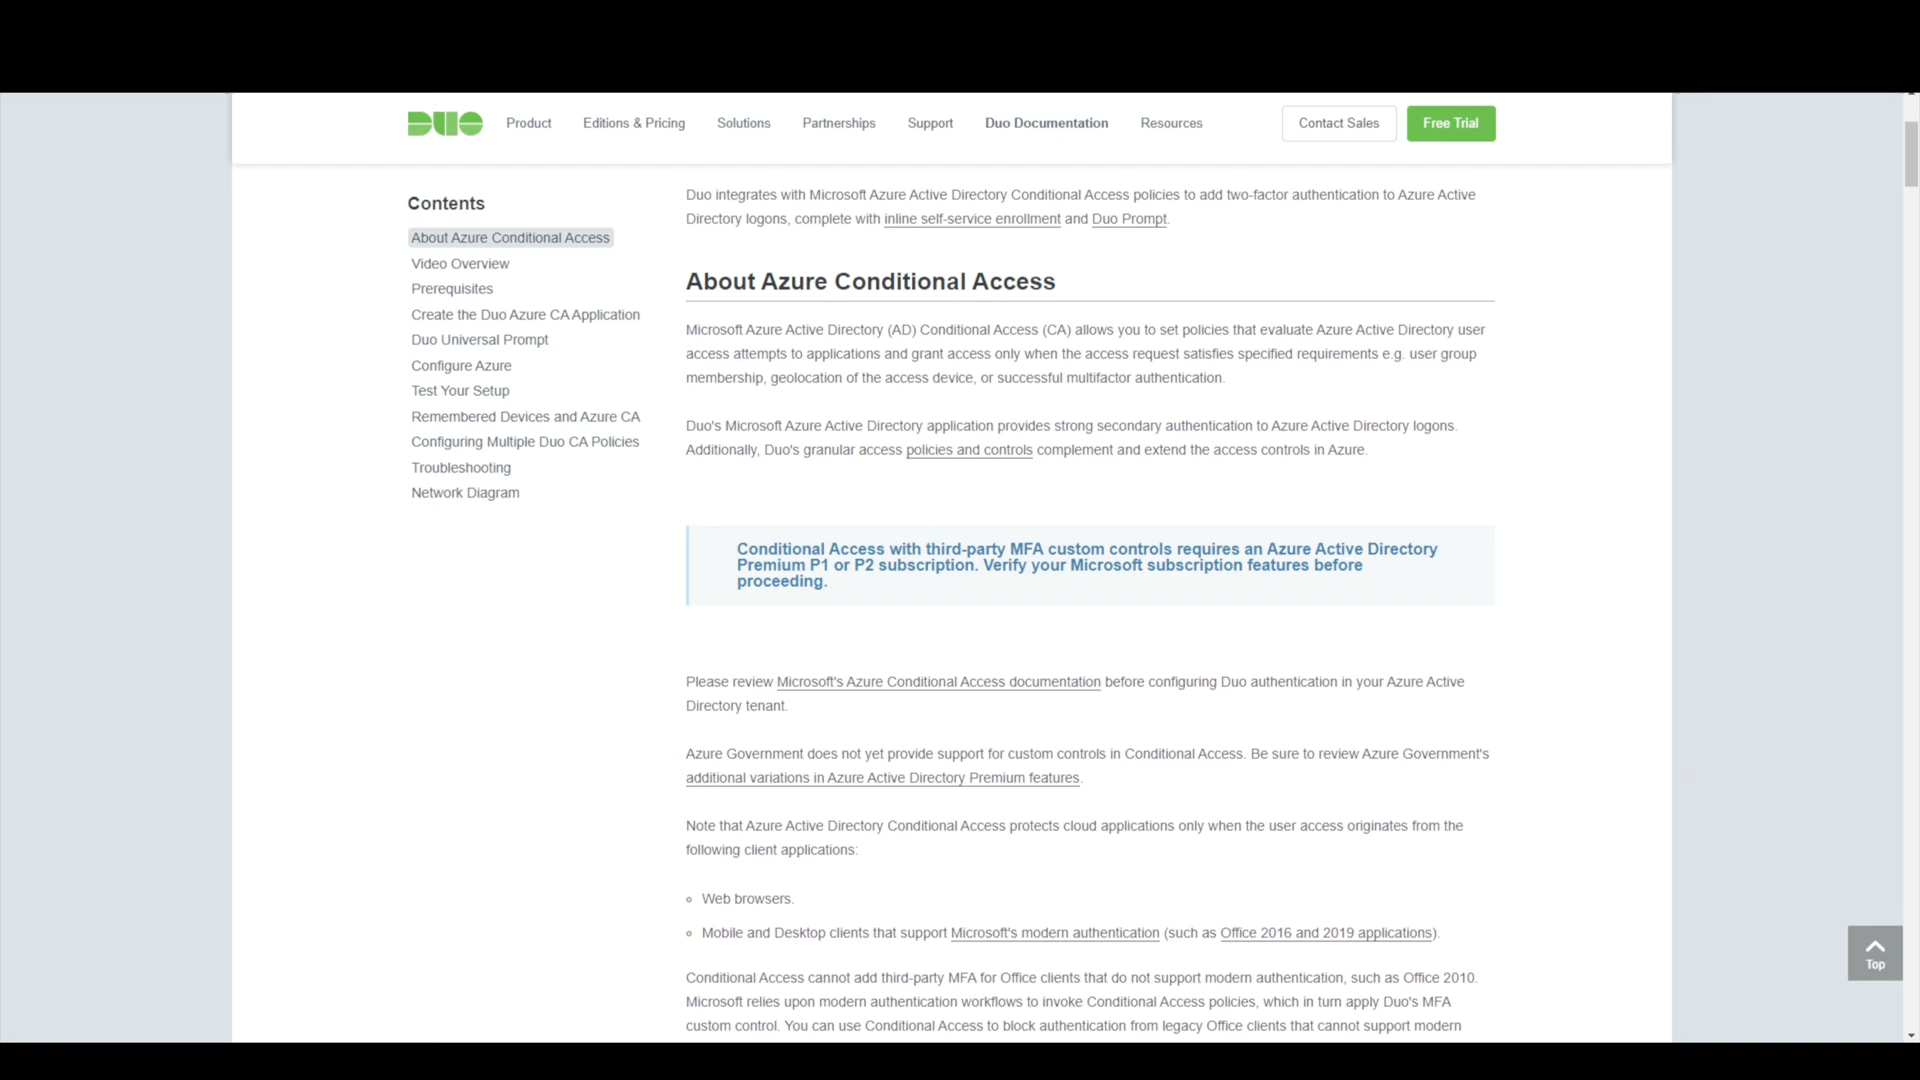 DUO Product Editions & Pricing Solutions Partnerships Support Duo Documentation Resources Contact Sales Free Trial
Contents
About Azure Conditional Access
Video Overview
Prerequisites
Create the Duo Azure CA Application
Duo Universal Prompt
Configure Azure
Test Your Setup
Remembered Devices and Azure CA
Configuring Multiple Duo CA Policies
Troubleshooting
Network Diagram
Duo integrates with Microsoft Azure Active Directory Conditional Access policies to add two-factor authentication to Azure Active
Directory logons, complete with inline self-service enrollment and Duo Prompt.
About Azure Conditional Access
Microsoft Azure Active Directory (AD) Conditional Access (CA) allows you to set policies that evaluate Azure Active Directory user
access attempts to applications and grant access only when the access request satisfies specified requirements e.g. user group
membership, geolocation of the access device, or successful multifactor authentication.
Duo's Microsoft Azure Active Directory application provides strong secondary authentication to Azure Active Directory logons.
Additionally, Duo's granular access policies and controls complement and extend the access controls in Azure.
Conditional Access with third-party MFA custom controls requires an Azure Active Directory
Premium P1 or P2 subscription. Verify your Microsoft subscription features before
proceeding.
Please review Microsoft's Azure Conditional Access documentation before configuring Duo authentication in your Azure Active
Directory tenant.
Azure Government does not yet provide support for custom controls in Conditional Access. Be sure to review Azure Government's
additional variations in Azure Active Directory Premium features.
Note that Azure Active Directory Conditional Access protects cloud applications only when the user access originates from the
following client applications:
Web browsers.
Mobile and Desktop clients that support Microsoft's modern authentication (such as Office 2016 and 2019 applications).
Conditional Access cannot add third-party MFA for Office clients that do not support modern authentication, such as Office 2010.
Microsoft relies upon modern authentication workflows to invoke Conditional Access policies, which in turn apply Duo's MFA
custom control. You can use Conditional Access to block authentication from legacy Office clients that cannot support modern
Top